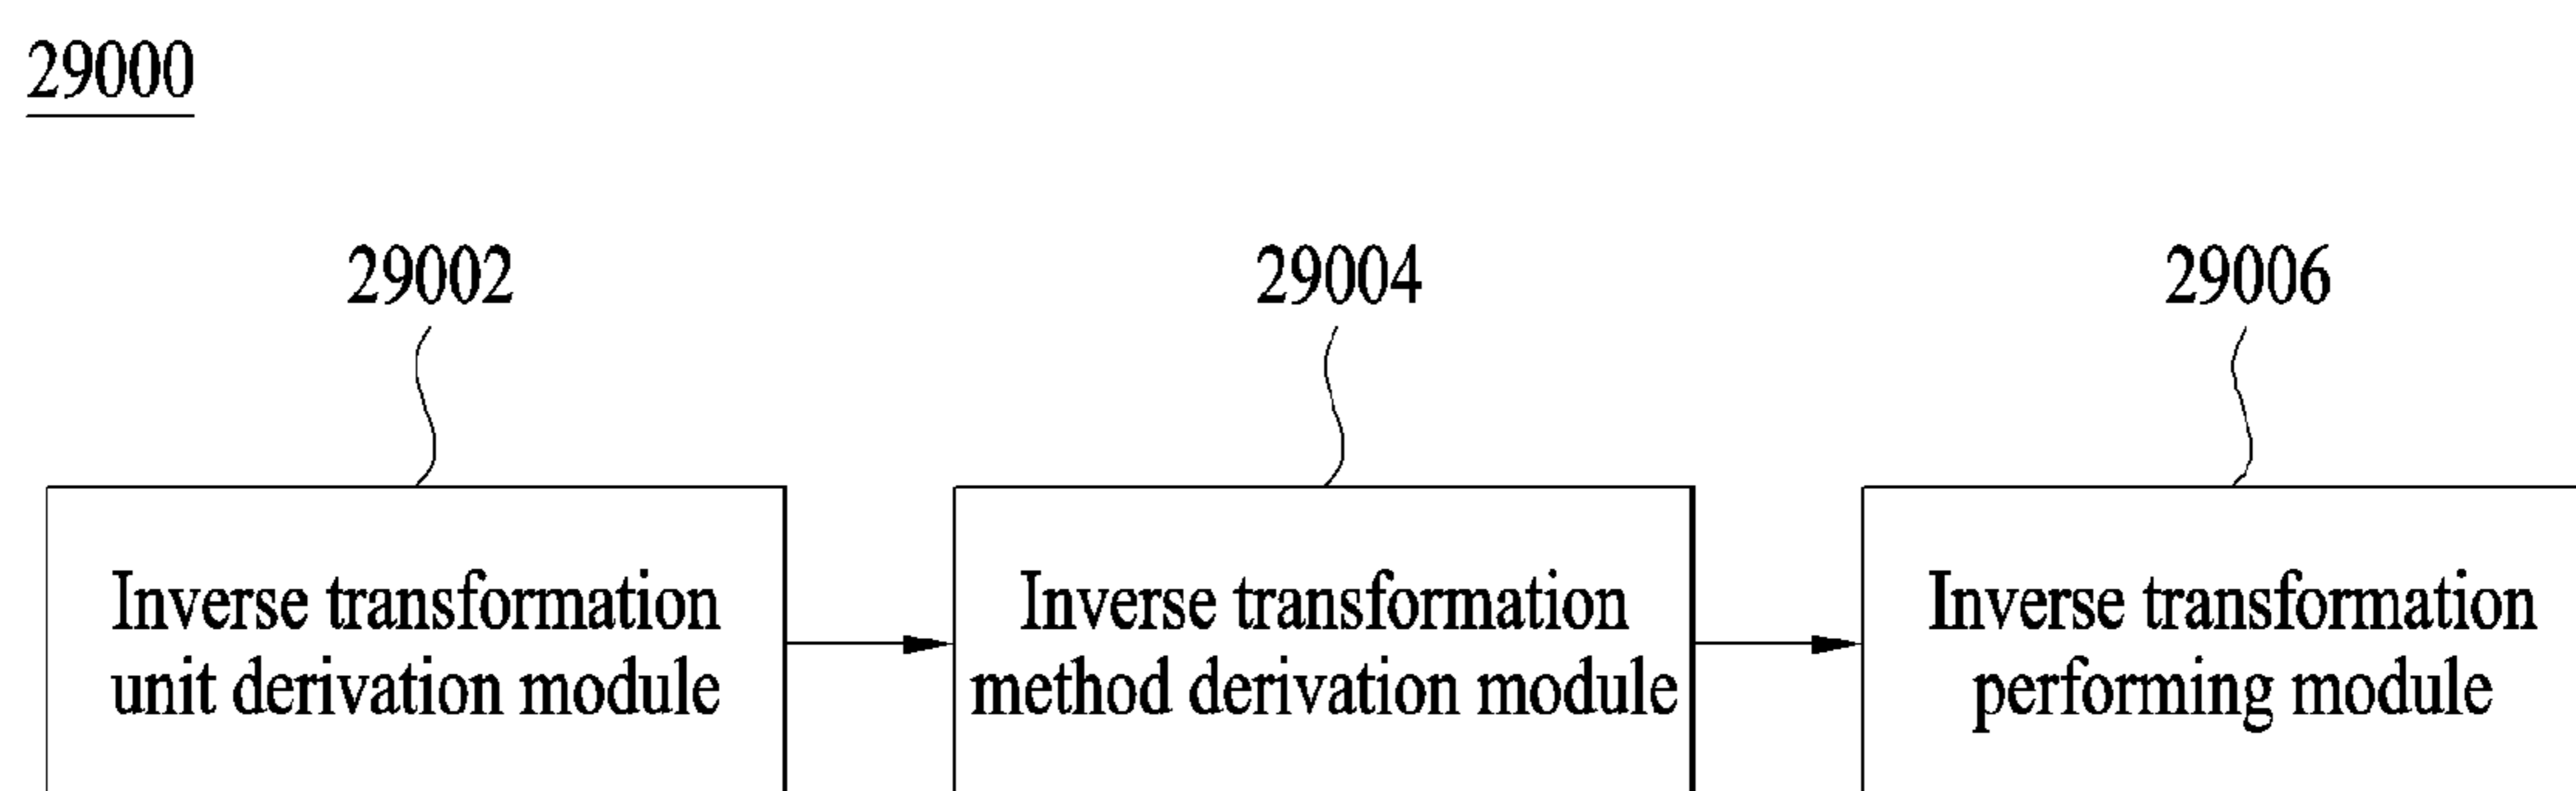 29000
29002
29004
29006
Inverse transformation
unit derivation module
Inverse transformation
method derivation module
Inverse transformation
performing module